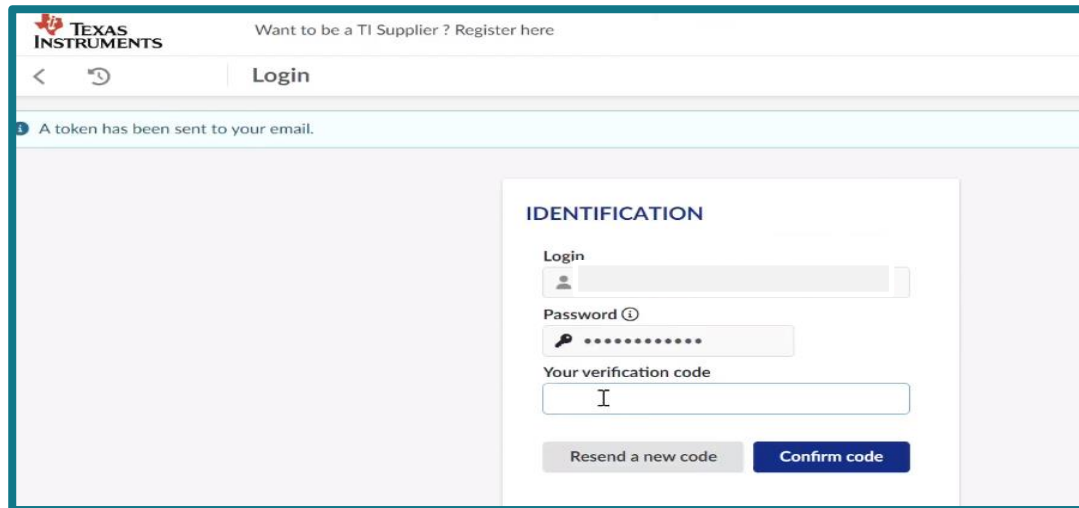 TEXAS INSTRUMENTS
Want to be a TI Supplier ? Register here
Login
A token has been sent to your email.
IDENTIFICATION
Login
Password
••••••••••••
Your verification code
Resend a new code
Confirm code